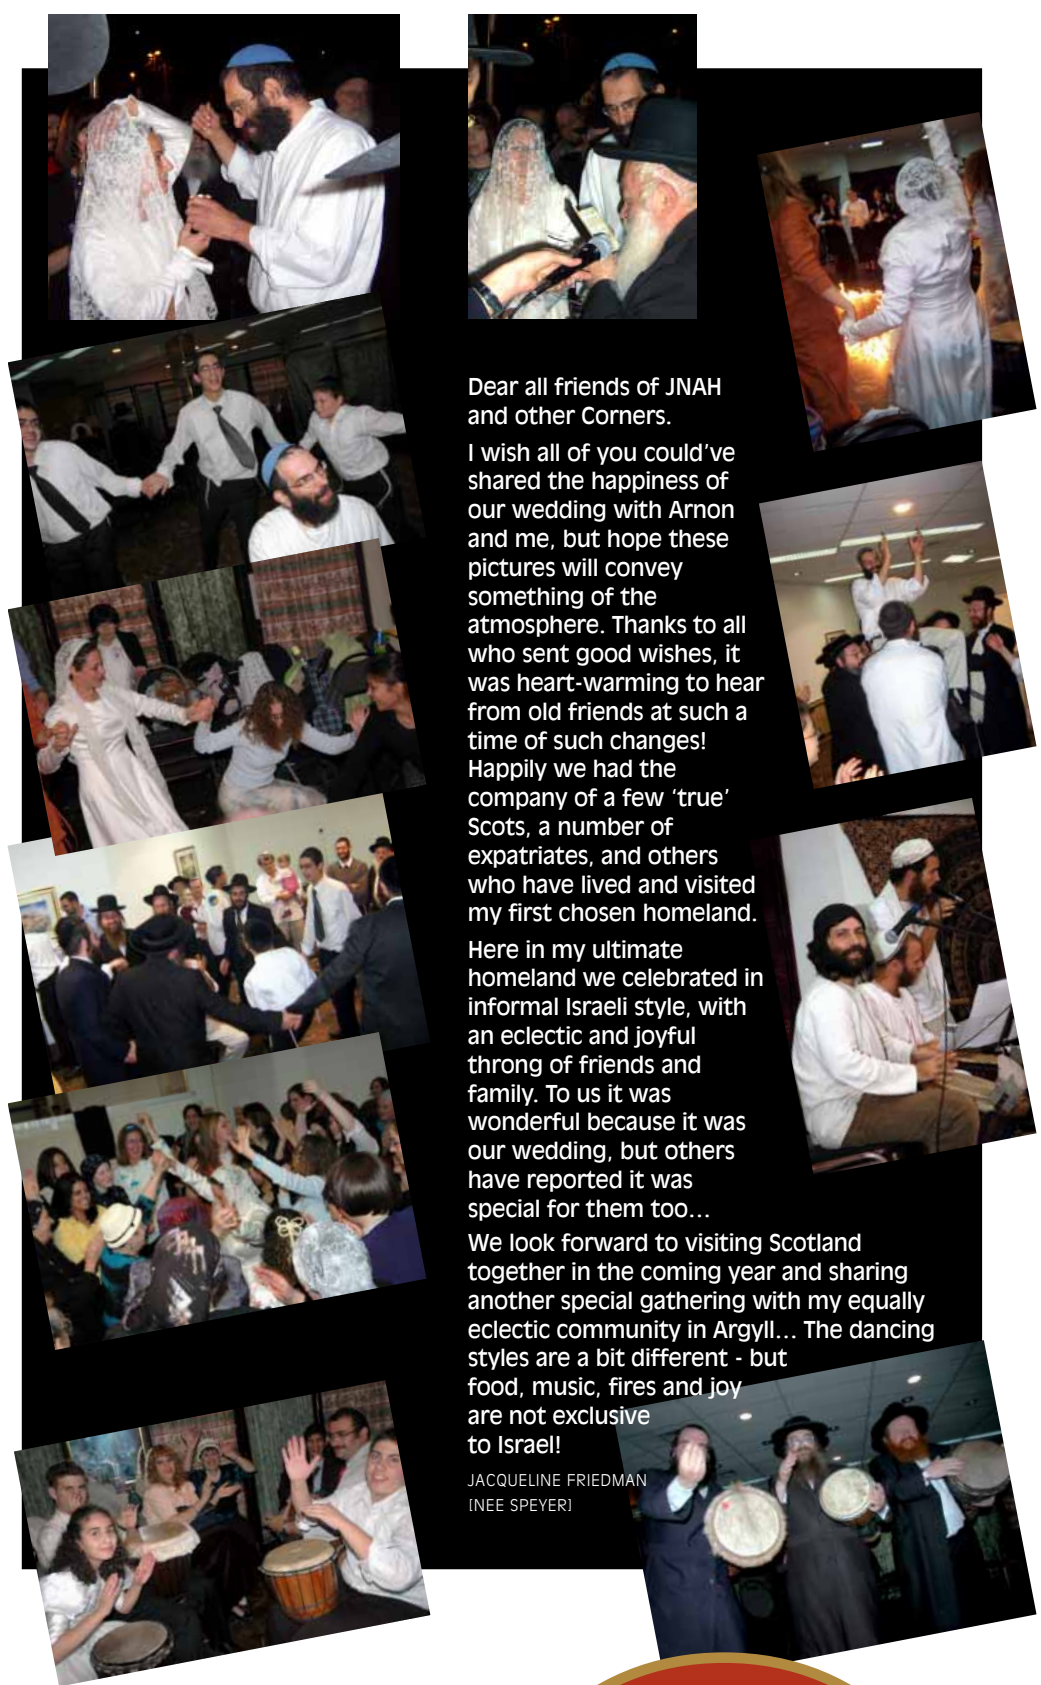 Dear all friends of JNAH
and other Corners.
I wish all of you could've
shared the happiness of
our wedding with Arnon
and me, but hope these
pictures will convey
something of the
atmosphere. Thanks to all
who sent good wishes, it
was heart-warming to hear
from old friends at such a
time of such changes!
Happily we had the
company of a few ‘true’
Scots, a number of
expatriates, and others
who have lived and visited
my first chosen homeland.
Here in my ultimate
homeland we celebrated in
informal Israeli style, with
an eclectic and joyful
throng of friends and
family. To us it was
wonderful because it was
our wedding, but others
have reported it was
special for them too...
We look forward to visiting Scotland
together in the coming year and sharing
another special gathering with my equally
eclectic community in Argyll... The dancing
styles are a bit different - but
food, music, fires and joy
are not exclusive
to Israel!
JACQUELINE FRIEDMAN
[NEE SPEYER]